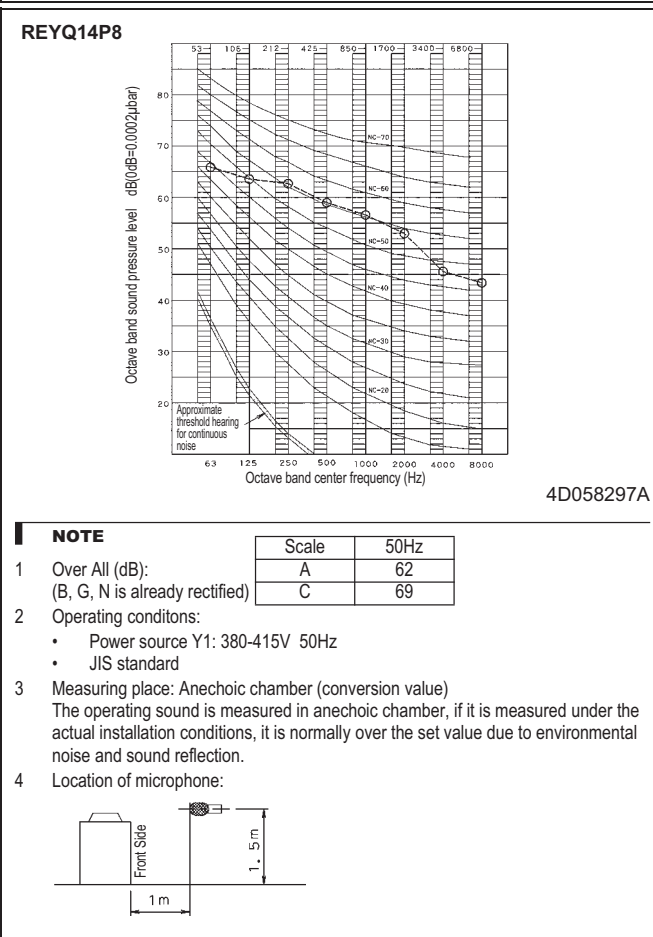 REYQ14P8
53 106 212 425 850 1700 3400 6800
Octave band sound pressure level dB(0dB=0.0002μbar)
80
70
60
50
40
30
20
NC-70
NC-60
NC-50
NC-40
NC-30
NC-20
Approximate
threshold hearing
for continuous
noise
63 125 250 500 1000 2000 4000 8000
Octave band center frequency (Hz)
4D058297A
NOTE
1 Over All (dB):
(B, G, N is already rectified)
Scale 50Hz
A 62
C 69
2 Operating conditons:
• Power source Y1: 380-415V 50Hz
• JIS standard
3 Measuring place: Anechoic chamber (conversion value)
The operating sound is measured in anechoic chamber, if it is measured under the
actual installation conditions, it is normally over the set value due to environmental
noise and sound reflection.
4 Location of microphone:
Front Side
1.5m
1m